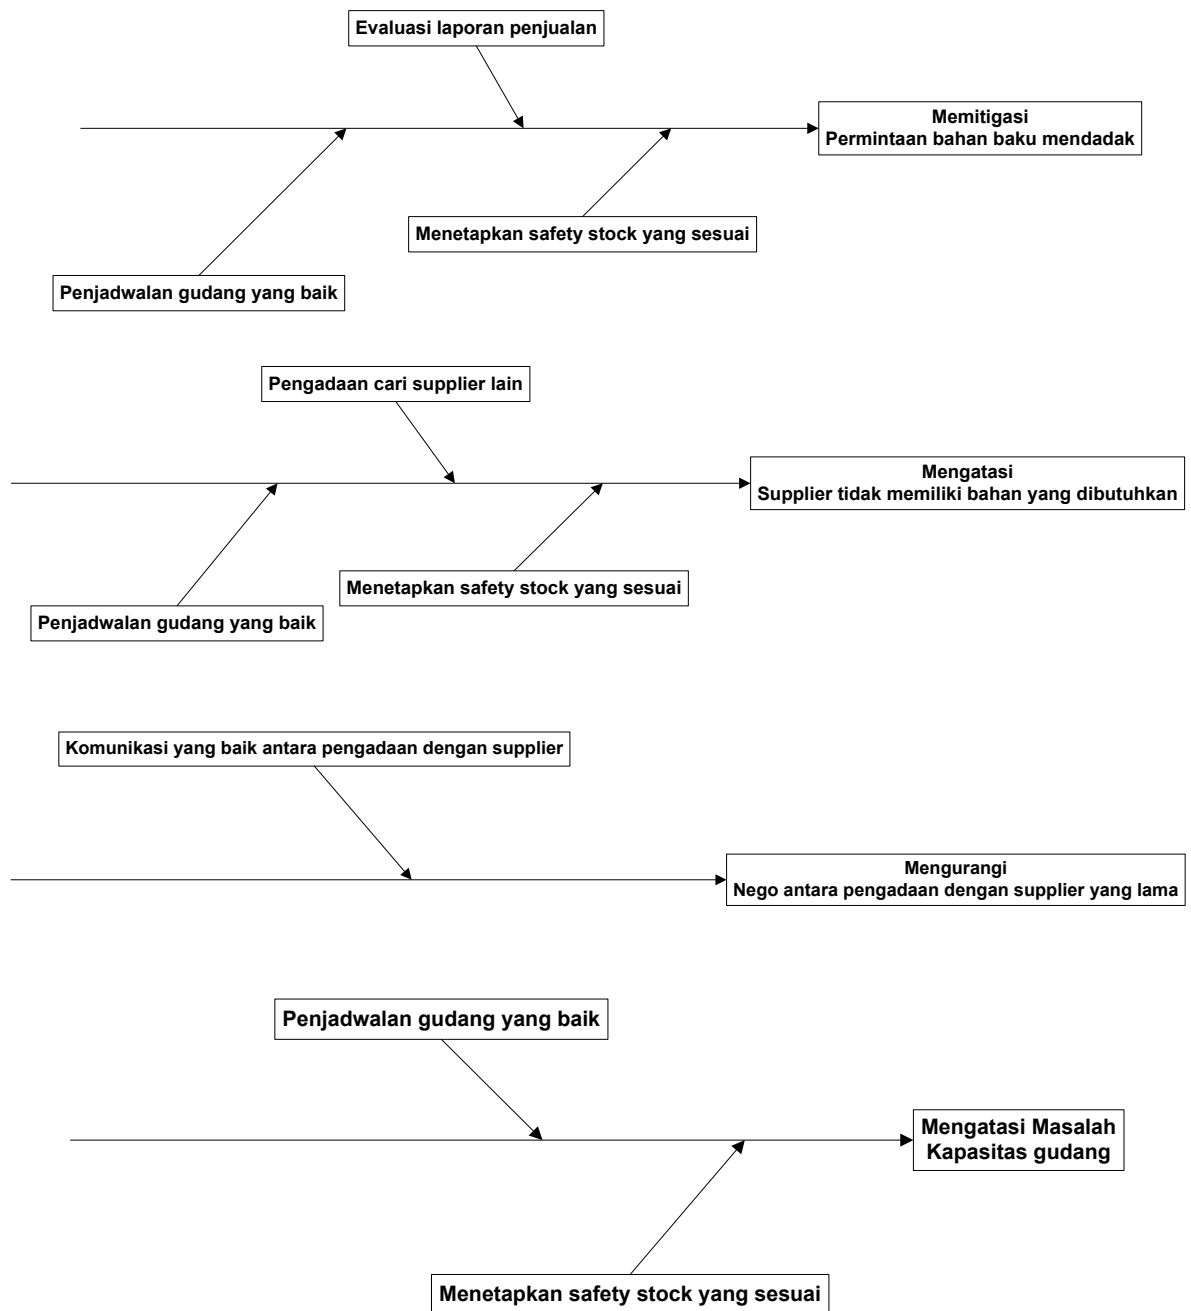 Evaluasi laporan penjualan
Memitigasi
Permintaan bahan baku mendadak
Menetapkan safety stock yang sesuai
Penjadwalan gudang yang baik
Pengadaan cari supplier lain
Mengatasi
Supplier tidak memiliki bahan yang dibutuhkan
Menetapkan safety stock yang sesuai
Penjadwalan gudang yang baik
Komunikasi yang baik antara pengadaan dengan supplier
Mengurangi
Nego antara pengadaan dengan supplier yang lama
Penjadwalan gudang yang baik
Mengatasi Masalah
Kapasitas gudang
Menetapkan safety stock yang sesuai